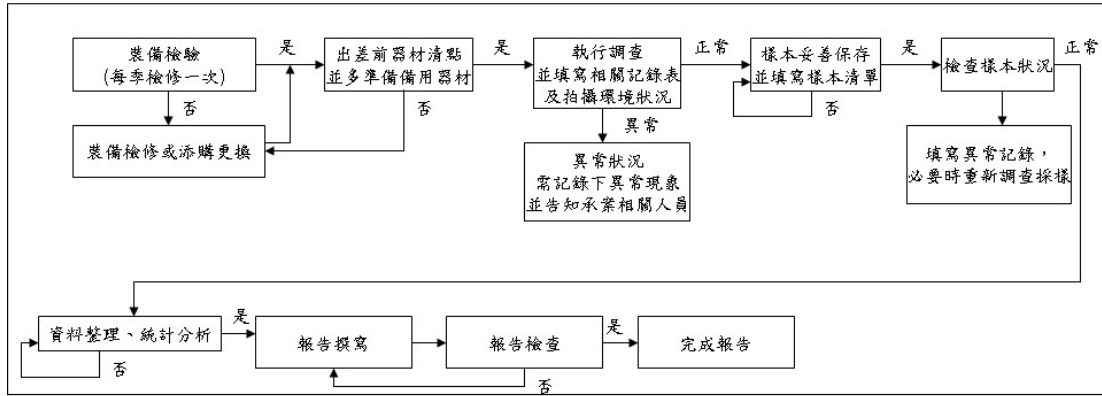 裝備檢驗
(每季檢修一次)
是
出差前器材清點
並多準備備用器材
是
執行調查
並填寫相關記錄表
及拍攝環境狀況
正常
樣本妥善保存
並填寫樣本清單
是
檢查樣本狀況
正常
否
否
否
異常
裝備檢修或添購更換
異常狀況
需記錄下異常現象
並告知承案相關人員
填寫異常記錄，
必要時重新調查採樣
資料整理、統計分析
是
報告撰寫
報告檢查
是
完成報告
否
否